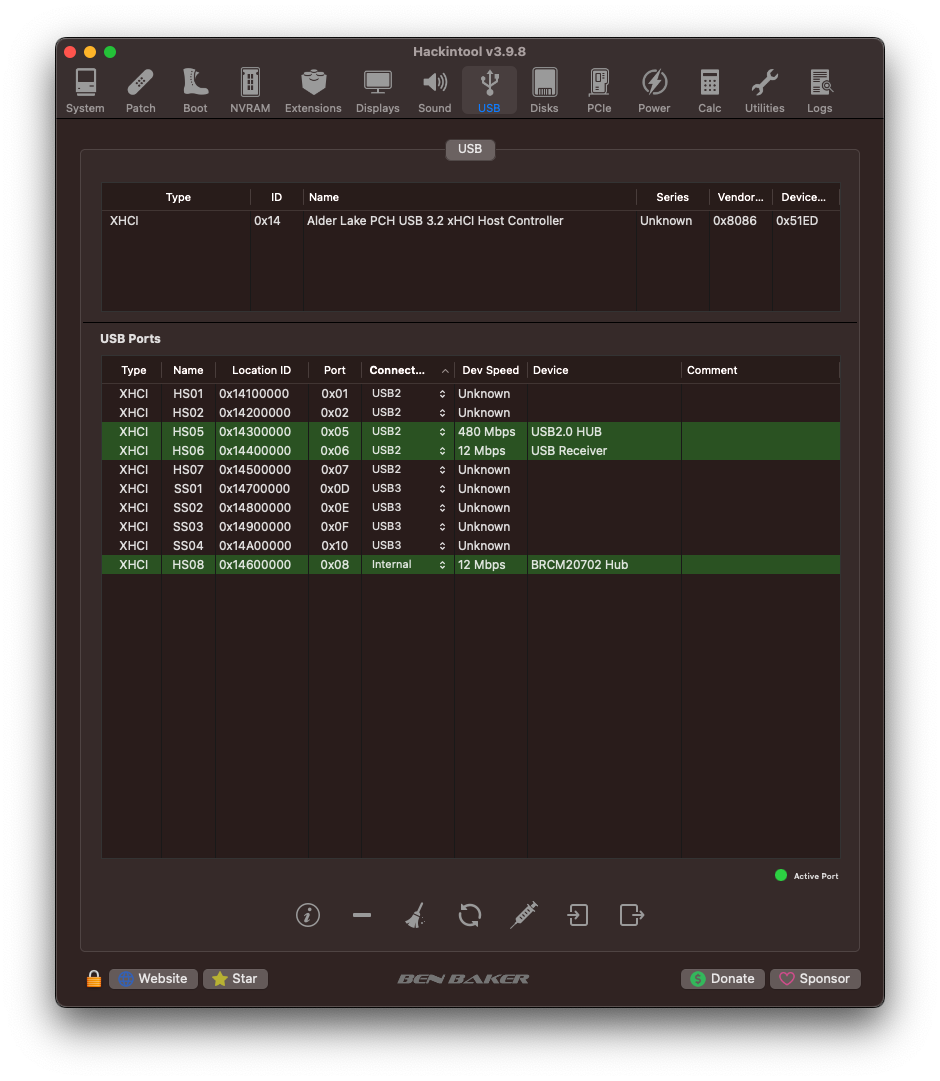 Hackintool v3.9.8
System Patch Boot NVRAM Extensions Displays Sound USB Disks PCIe Power Calc Utilities Logs
USB
Type ID Name Series Vendor... Device...
XHCI 0x14 Alder Lake PCH USB 3.2 xHCI Host Controller Unknown 0x8086 0x51ED
USB Ports
Type Name Location ID Port Connect... Dev Speed Device Comment
XHCI HS01 0x14100000 0x01 USB2 Unknown
XHCI HS02 0x14200000 0x02 USB2 Unknown
XHCI HS05 0x14300000 0x05 USB2 480 Mbps USB2.0 HUB
XHCI HS06 0x14400000 0x06 USB2 12 Mbps USB Receiver
XHCI HS07 0x14500000 0x07 USB2 Unknown
XHCI SS01 0x14700000 0x0D USB3 Unknown
XHCI SS02 0x14800000 0x0E USB3 Unknown
XHCI SS03 0x14900000 0x0F USB3 Unknown
XHCI SS04 0x14A00000 0x10 USB3 Unknown
XHCI HS08 0x14600000 0x08 Internal 12 Mbps BRCM20702 Hub
Active Port
Website Star BEN BAKER Donate Sponsor